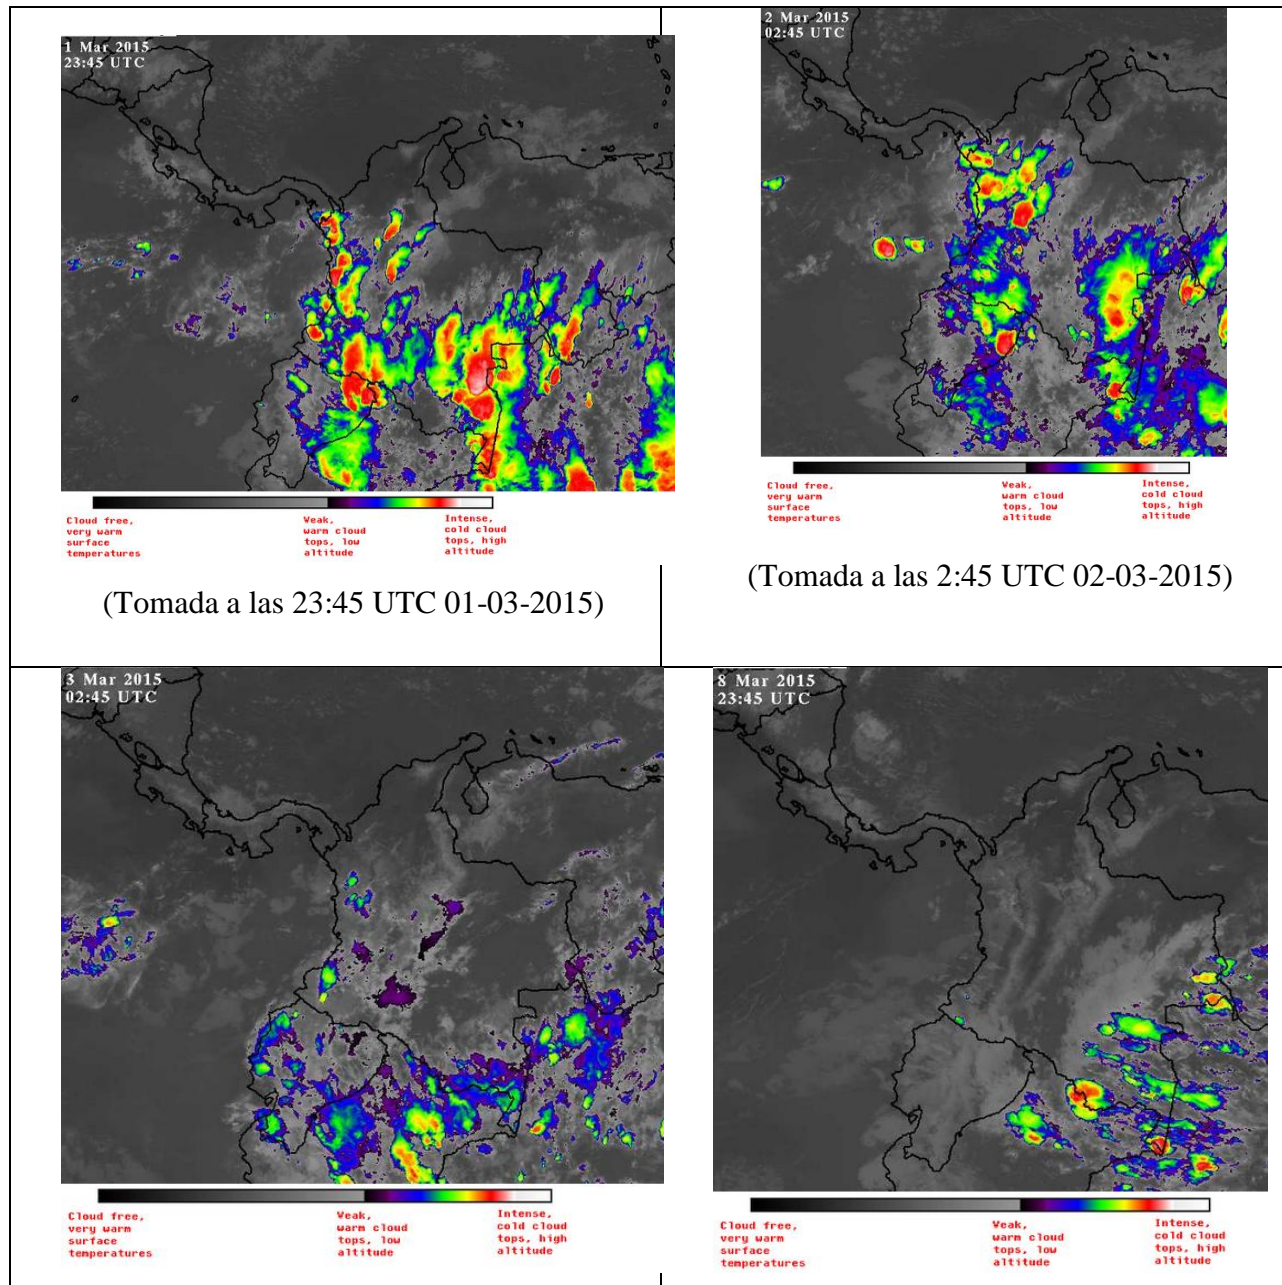 1 Mar 2015
23:45 UTC
Cloud free,
very warm
surface
temperatures
Weak,
warm cloud
tops, low
altitude
Intense,
cold cloud
tops, high
altitude
(Tomada a las 23:45 UTC 01-03-2015)
2 Mar 2015
02:45 UTC
Cloud free,
very warm
surface
temperatures
Weak,
warm cloud
tops, low
altitude
Intense,
cold cloud
tops, high
altitude
(Tomada a las 2:45 UTC 02-03-2015)
3 Mar 2015
02:45 UTC
Cloud free,
very warm
surface
temperatures
Weak,
warm cloud
tops, low
altitude
Intense,
cold cloud
tops, high
altitude
8 Mar 2015
23:45 UTC
Cloud free,
very warm
surface
temperatures
Weak,
warm cloud
tops, low
altitude
Intense,
cold cloud
tops, high
altitude